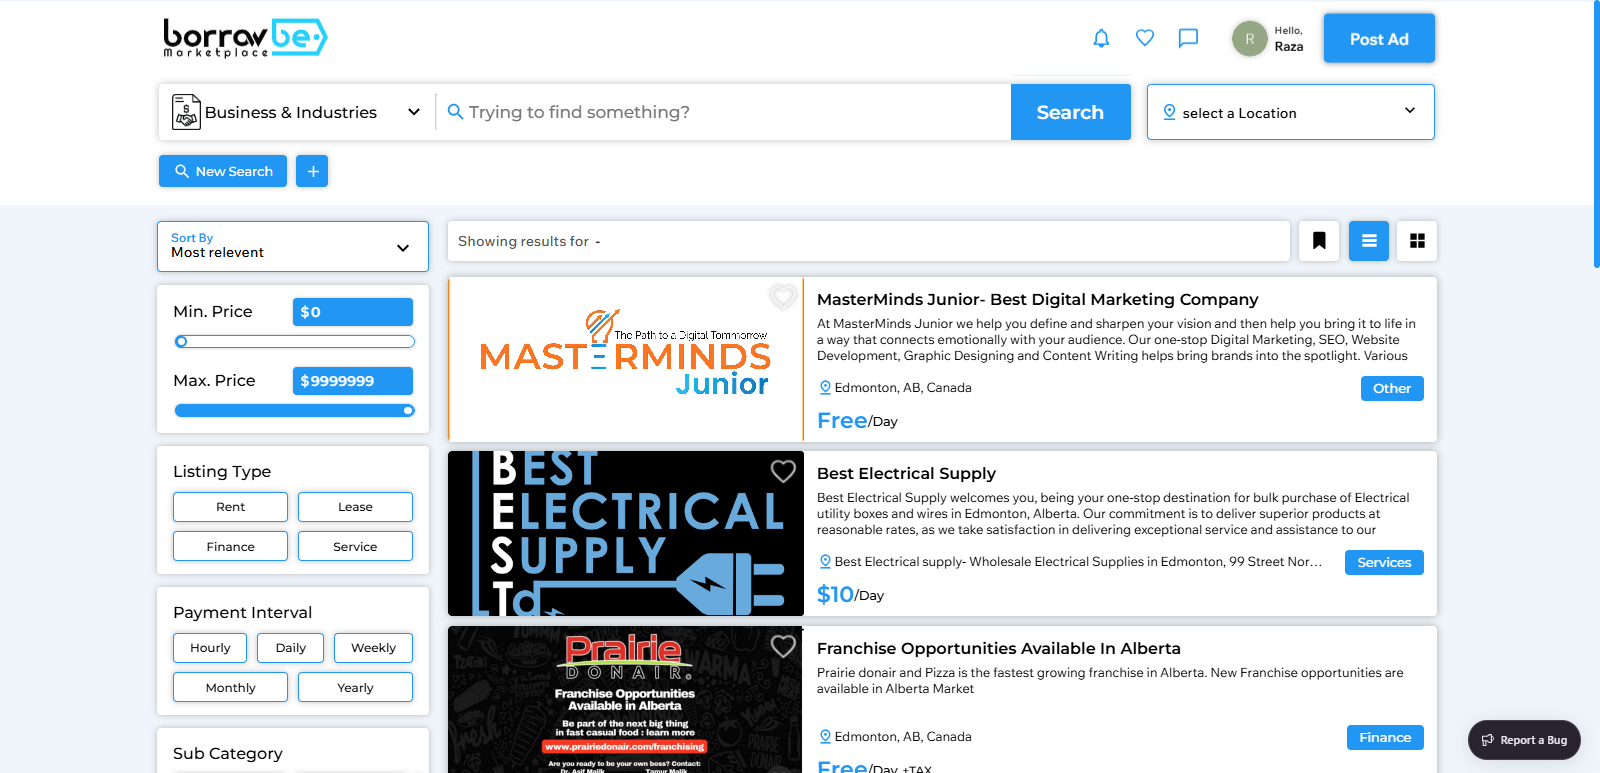 borrowbe
Marketplace
R
Hello,
Raza
Post Ad
Business & Industries
Trying to find something?
Search
select a Location
New Search
+
Sort By
Most relevent
Showing results for -
Min. Price
$0
Max. Price
$9999999
Listing Type
Rent
Lease
Finance
Service
Payment Interval
Hourly
Daily
Weekly
Monthly
Yearly
Sub Category
The Path to a Digital Tommorrow
MASTERMINDS
Junior
MasterMinds Junior- Best Digital Marketing Company
At MasterMinds Junior we help you define and sharpen your vision and then help you bring it to life in
a way that connects emotionally with your audience. Our one-stop Digital Marketing, SEO, Website
Development, Graphic Designing and Content Writing helps bring brands into the spotlight. Various
Edmonton, AB, Canada
Other
Free/Day
BEST
ELECTRICAL
SUPPLY
LTd
Best Electrical Supply
Best Electrical Supply welcomes you, being your one-stop destination for bulk purchase of Electrical
utility boxes and wires in Edmonton, Alberta. Our commitment is to deliver superior products at
reasonable rates, as we take satisfaction in delivering exceptional service and assistance to our
Best Electrical supply- Wholesale Electrical Supplies in Edmonton, 99 Street Nor...
Services
$10/Day
Prairie
DONAIR.
Franchise Opportunities
Available in Alberta
Be part of the next big thing
in fast casual food : learn more
www.prairiedonair.com/franchising
Are you ready to be your own boss? Contact:
Dr. Asif Malik Tamur Malik
Franchise Opportunities Available In Alberta
Prairie donair and Pizza is the fastest growing franchise in Alberta. New Franchise opportunities are
available in Alberta Market
Edmonton, AB, Canada
Finance
Free/Day +TAX
Report a Bug